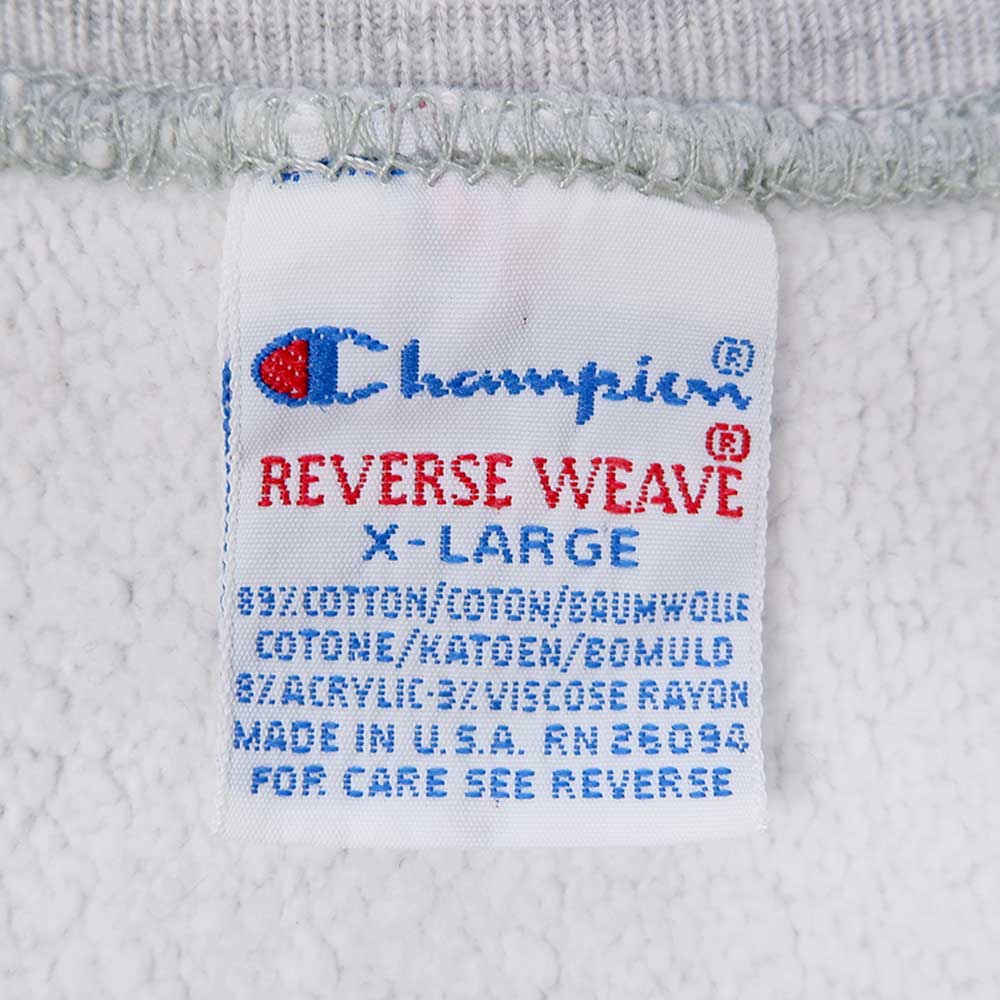 Champion®
REVERSE WEAVE®
X-LARGE
89%COTTON/COTON/BAUMWOLLE
COTONE/KATOEN/BOMULD
8%ACRYLIC-3%VISCOSE RAYON
MADE IN U.S.A. RN 26094
FOR CARE SEE REVERSE